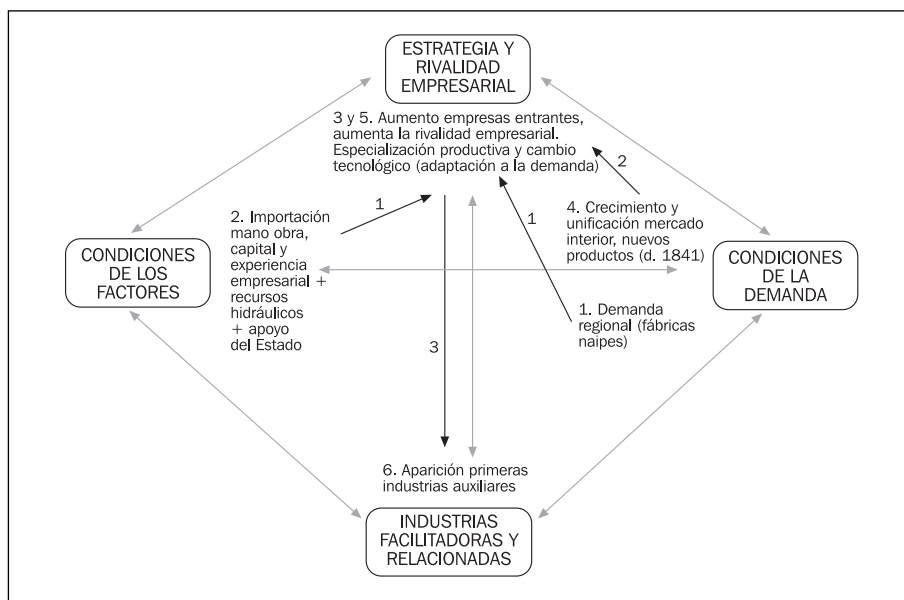 ESTRATEGIA Y
RIVALIDAD
EMPRESARIAL
3 y 5. Aumento empresas entrantes,
aumenta la rivalidad empresarial.
Especialización productiva y cambio
tecnológico (adaptación a la demanda)
2
1
1
2. Importación
mano obra,
capital y
experiencia
empresarial +
recursos
hidráulicos
+ apoyo
del Estado
4. Crecimiento y
unificación mercado
interior, nuevos
productos (d. 1841)
CONDICIONES
DE LOS
FACTORES
CONDICIONES
DE LA
DEMANDA
1. Demanda
regional (fábricas
naipes)
3
6. Aparición primeras
industrias auxiliares
INDUSTRIAS
FACILITADORAS Y
RELACIONADAS